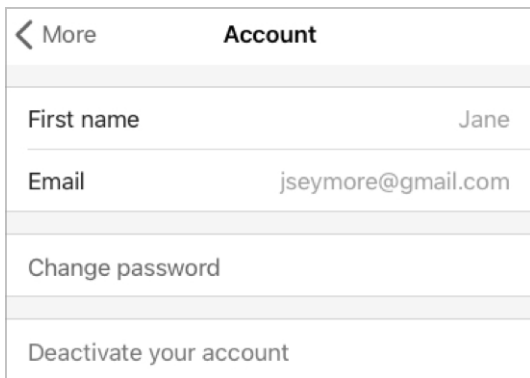 More Account
First name Jane
Email jseymore@gmail.com
Change password
Deactivate your account